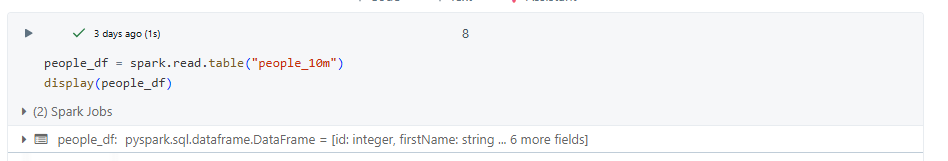 3 days ago (1s)
8
people_df = spark.read.table("people_10m")
display(people_df)
(2) Spark Jobs
people_df: pyspark.sql.dataframe.DataFrame = [id: integer, firstName: string ... 6 more fields]